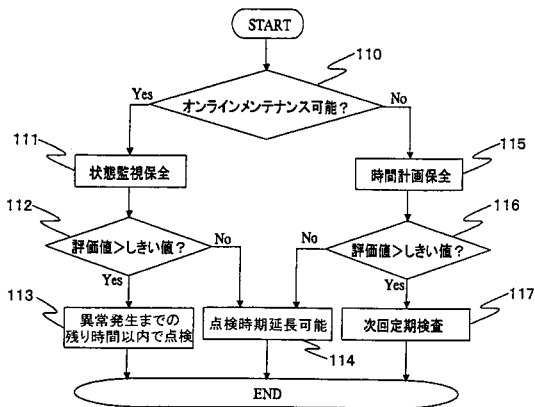 START
110
オンラインメンテナンス可能?
Yes
No
111
状態監視保全
115
時間計画保全
112
評価値>しきい値?
No
Yes
116
評価値>しきい値?
No
Yes
113
異常発生までの
残り時間以内で点検
点検時期延長可能
114
117
次回定期検査
END